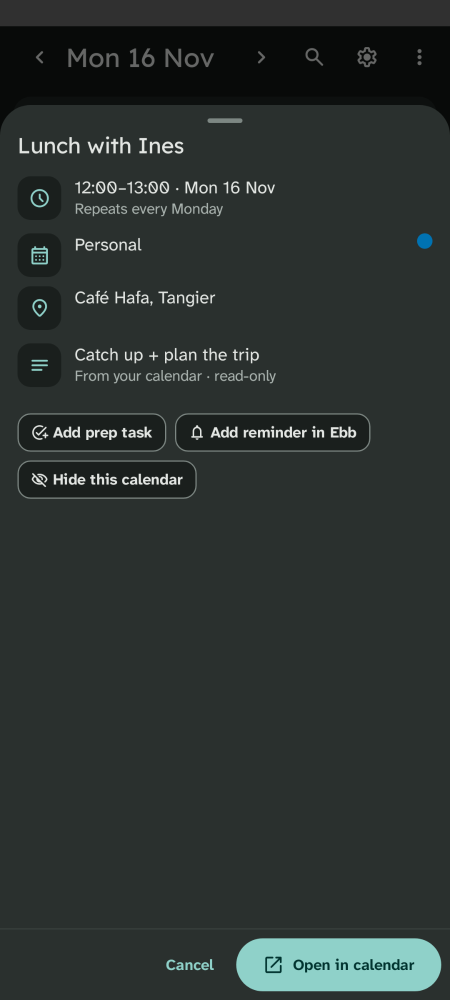 Mon 16 Nov
Lunch with Ines
12:00–13:00 · Mon 16 Nov
Repeats every Monday
Personal
Café Hafa, Tangier
Catch up + plan the trip
From your calendar · read-only
Add prep task
Add reminder in Ebb
Hide this calendar
Cancel
Open in calendar